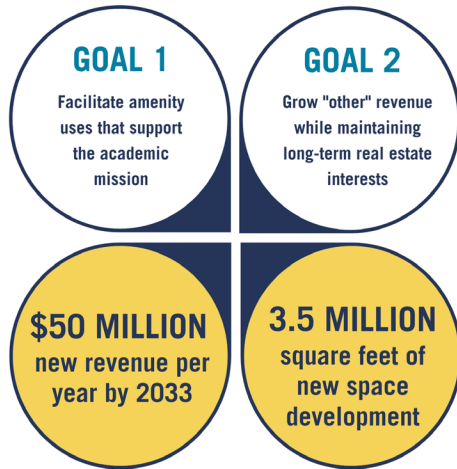 GOAL 1
Facilitate amenity
uses that support
the academic
mission
GOAL 2
Grow "other" revenue
while maintaining
long-term real estate
interests
$50 MILLION
new revenue per
year by 2033
3.5 MILLION
square feet of
new space
development